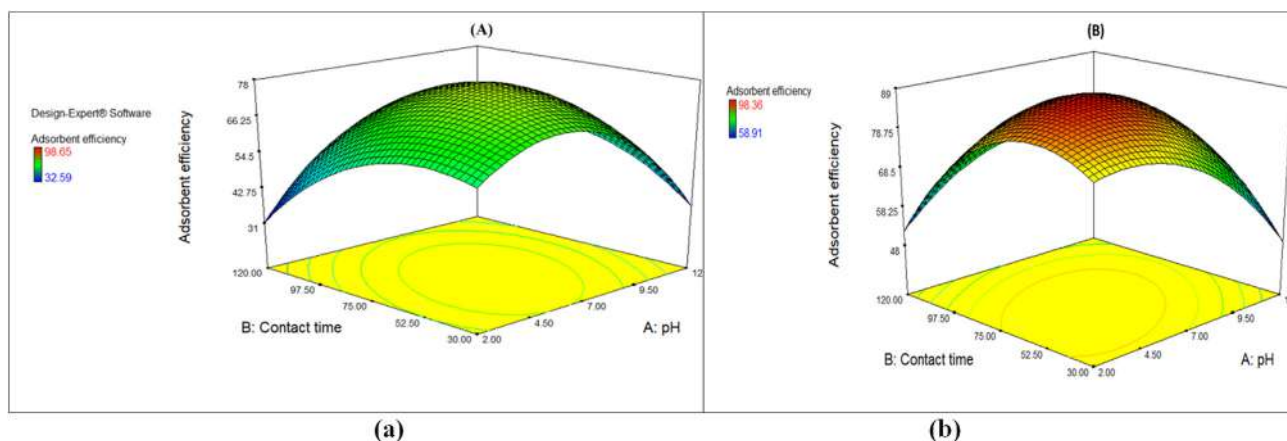 (A)
Design-Expert® Software
Adsorbent efficiency
98.65
32.59
Adsorbent efficiency
78
66.25
54.5
42.75
31
120.00
97.50
75.00
52.50
30.00
2.00
4.50
7.00
9.50
12
B: Contact time
A: pH
(a)
(B)
Adsorbent efficiency
98.36
58.91
Adsorbent efficiency
89
78.75
68.5
58.25
48
120.00
97.50
75.00
52.50
30.00
2.00
4.50
7.00
9.50
B: Contact time
A: pH
(b)